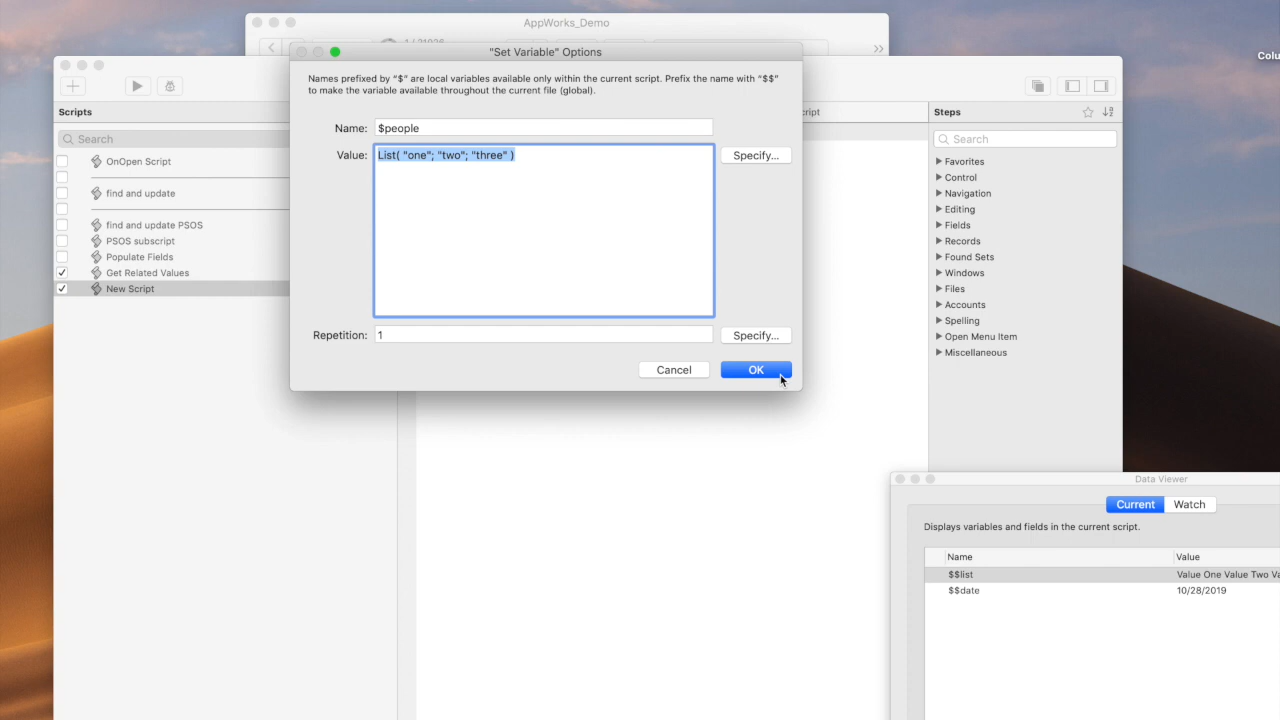 AppWorks_Demo
Colu
"Set Variable" Options
Names prefixed by “$” are local variables available only within the current script. Prefix the name with “$$”
to make the variable available throughout the current file (global).
Name: $people
Value: List( "one"; "two"; "three" ) Specify...
Repetition: 1 Specify...
Cancel OK
Scripts
Search
OnOpen Script
find and update
find and update PSOS
PSOS subscript
Populate Fields
Get Related Values
New Script
cript
Steps
Search
Favorites
Control
Navigation
Editing
Fields
Records
Found Sets
Windows
Files
Accounts
Spelling
Open Menu Item
Miscellaneous
Data Viewer
Current Watch
Displays variables and fields in the current script.
Name Value
$$list Value One Value Two Va
$$date 10/28/2019